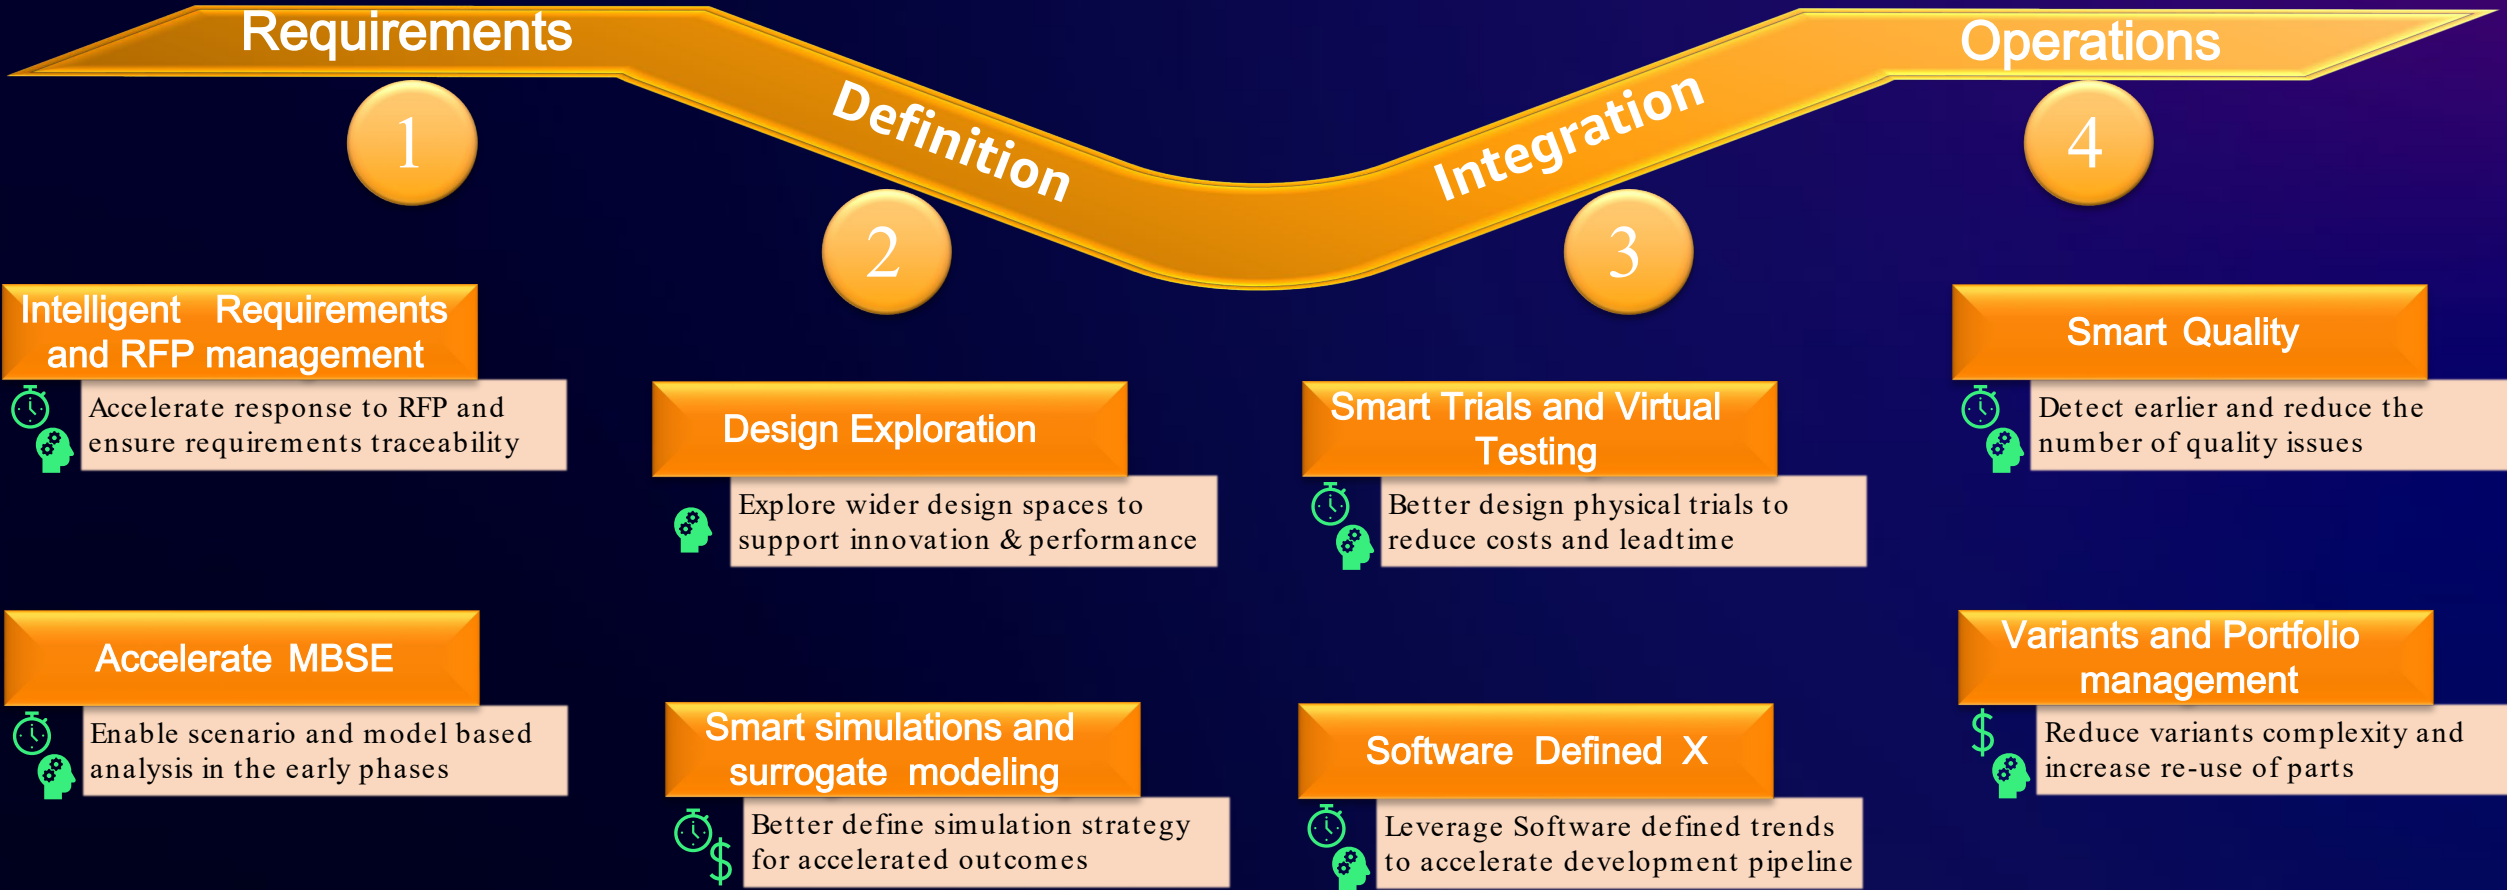 Requirements
Definition
Integration
Operations
1
2
3
4
Intelligent Requirements
and RFP management
Accelerate response to RFP and
ensure requirements traceability
Accelerate MBSE
Enable scenario and model based
analysis in the early phases
Design Exploration
Explore wider design spaces to
support innovation & performance
Smart simulations and
surrogate modeling
$
Better define simulation strategy
for accelerated outcomes
Smart Trials and Virtual
Testing
Better design physical trials to
reduce costs and leadtime
Software Defined X
Leverage Software defined trends
to accelerate development pipeline
Smart Quality
Detect earlier and reduce the
number of quality issues
Variants and Portfolio
management
$
Reduce variants complexity and
increase re-use of parts